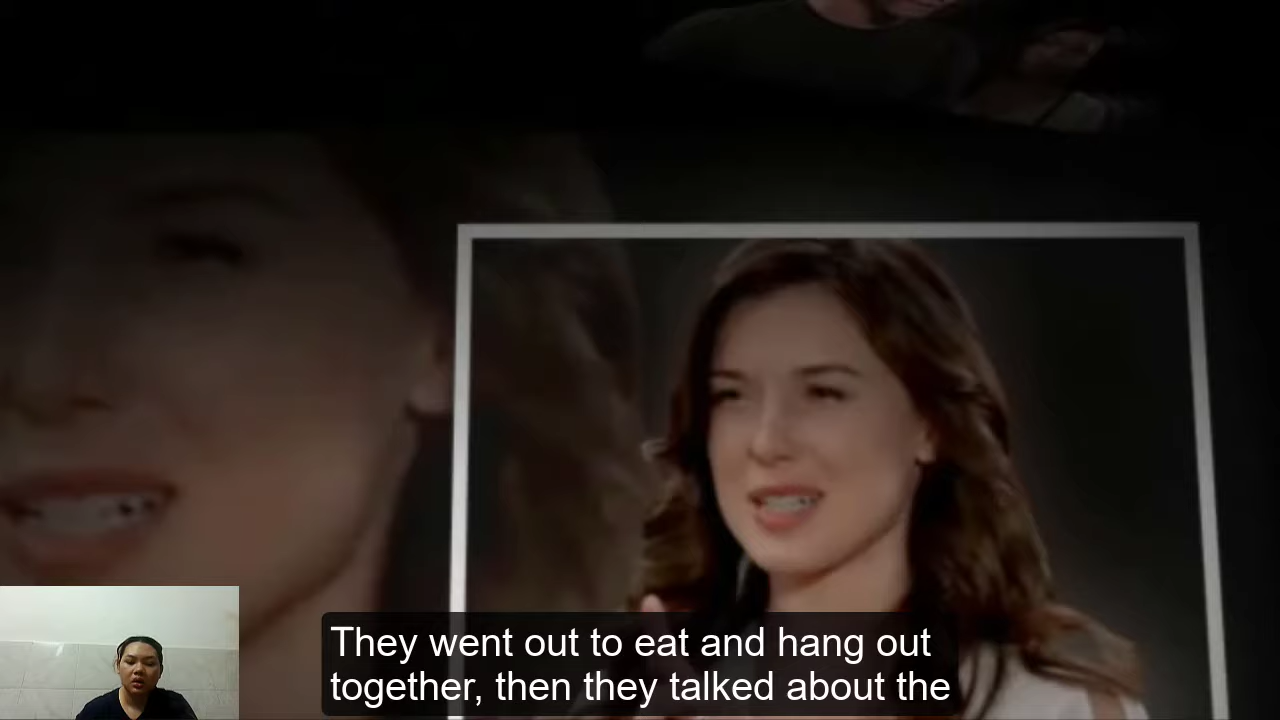 They went out to eat and hang out
together, then they talked about the